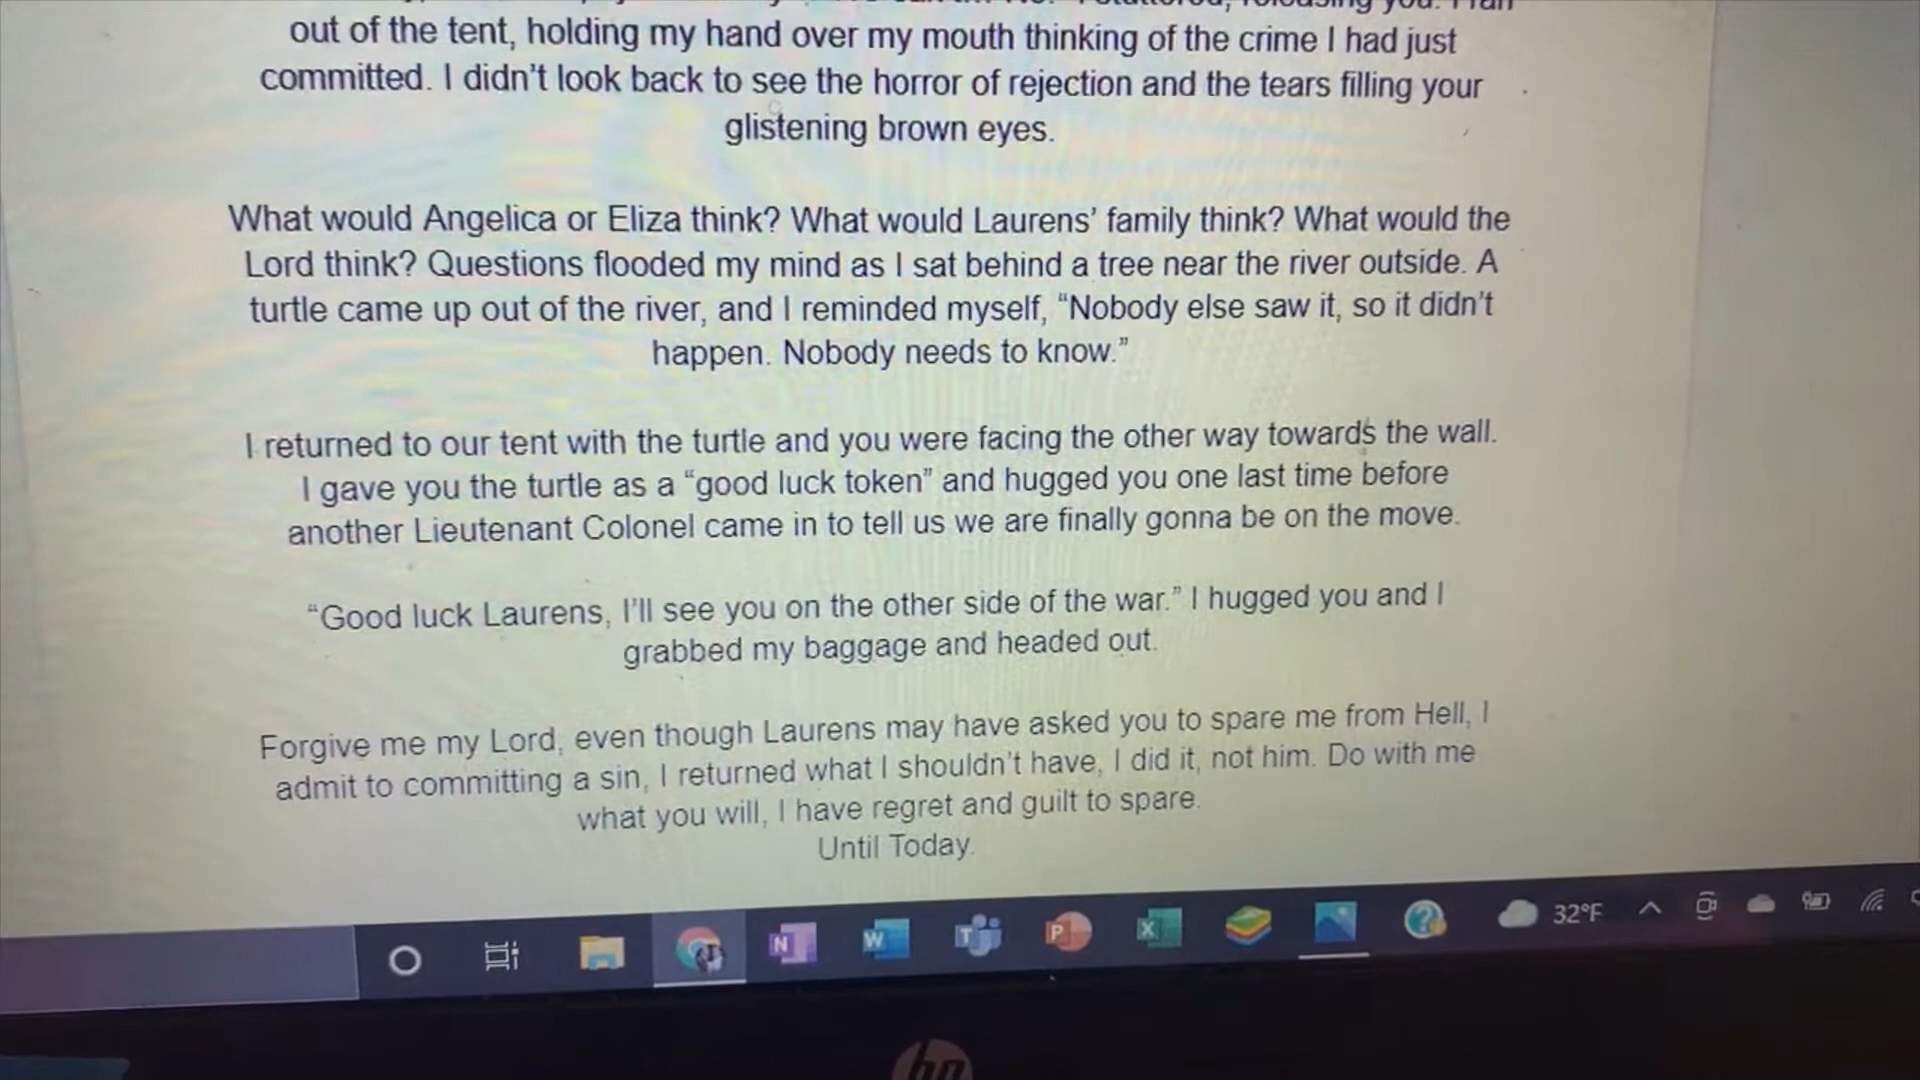 out of the tent, holding my hand over my mouth thinking of the crime I had just
committed. I didn't look back to see the horror of rejection and the tears filling your
glistening brown eyes.
What would Angelica or Eliza think? What would Laurens' family think? What would the
Lord think? Questions flooded my mind as I sat behind a tree near the river outside. A
turtle came up out of the river, and I reminded myself, “Nobody else saw it, so it didn't
happen. Nobody needs to know.”
I returned to our tent with the turtle and you were facing the other way towards the wall.
I gave you the turtle as a “good luck token” and hugged you one last time before
another Lieutenant Colonel came in to tell us we are finally gonna be on the move.
“Good luck Laurens, I'll see you on the other side of the war.” I hugged you and I
grabbed my baggage and headed out.
Forgive me my Lord, even though Laurens may have asked you to spare me from Hell, I
admit to committing a sin, I returned what I shouldn't have, I did it, not him. Do with me
what you will, I have regret and guilt to spare.
Until Today.
N W T P X ? 32°F
hp